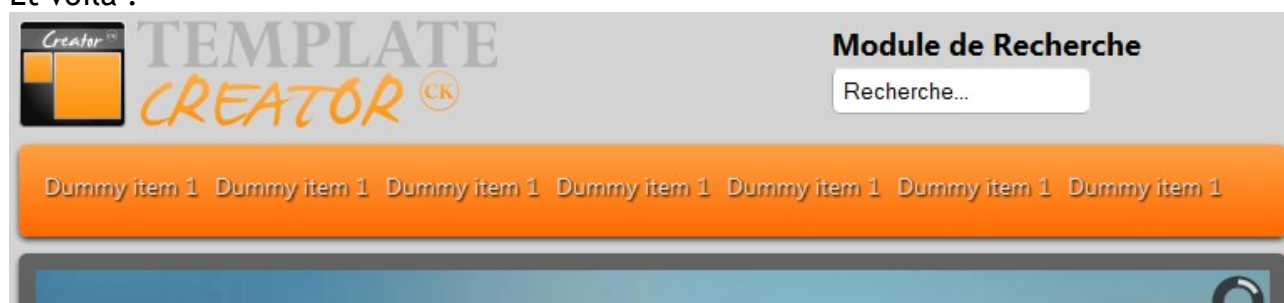 Et voilà :
Creator CK
TEMPLATE
CREATOR CK
Module de Recherche
Recherche...
Dummy item 1 Dummy item 1 Dummy item 1 Dummy item 1 Dummy item 1 Dummy item 1 Dummy item 1